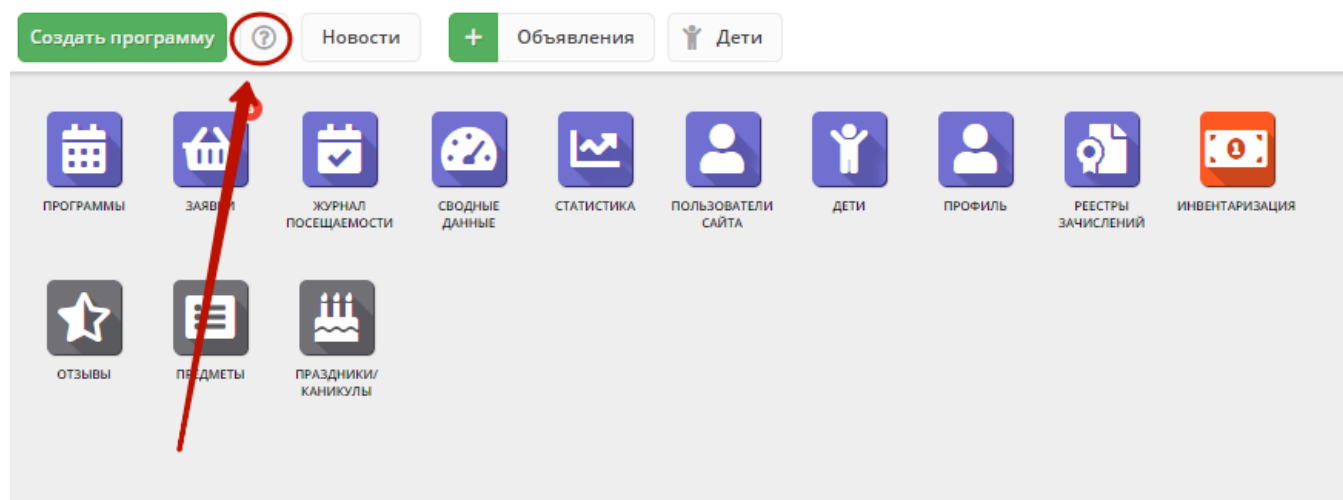 Создать программу ? Новости + Объявления Дети
ПРОГРАММЫ
ЗАЯВКИ
ЖУРНАЛ
ПОСЕЩАЕМОСТИ
СВОДНЫЕ
ДАННЫЕ
СТАТИСТИКА
ПОЛЬЗОВАТЕЛИ
САЙТА
ДЕТИ
ПРОФИЛЬ
РЕЕСТРЫ
ЗАЧИСЛЕНИЙ
1
ИНВЕНТАРИЗАЦИЯ
ОТЗЫВЫ
ПРЕДМЕТЫ
ПРАЗДНИКИ/
КАНИКУЛЫ